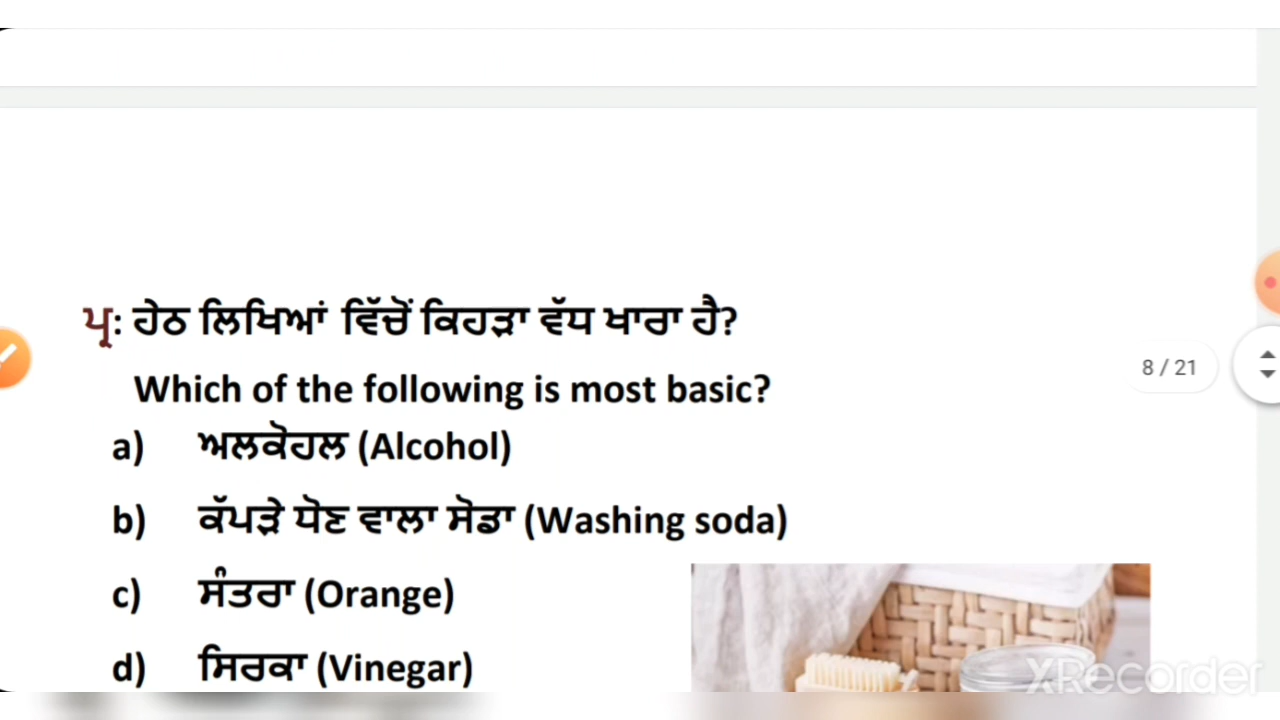 ਪ੍ਰ: ਹੇਠ ਲਿਖਿਆਂ ਵਿੱਚੋਂ ਕਿਹੜਾ ਵੱਧ ਖਾਰਾ ਹੈ?
Which of the following is most basic?
8 / 21
a) ਅਲਕੋਹਲ (Alcohol)
b) ਕੱਪੜੇ ਧੋਣ ਵਾਲਾ ਸੋਡਾ (Washing soda)
c) ਸੰਤਰਾ (Orange)
d) ਸਿਰਕਾ (Vinegar)
XRecorder